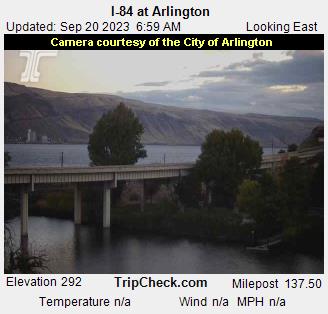 I-84 at Arlington
Updated: Sep 20 2023 6:59 AM Looking East
Camera courtesy of the City of Arlington
Elevation 292 TripCheck.com Milepost 137.50
Temperature n/a Wind n/a MPH n/a